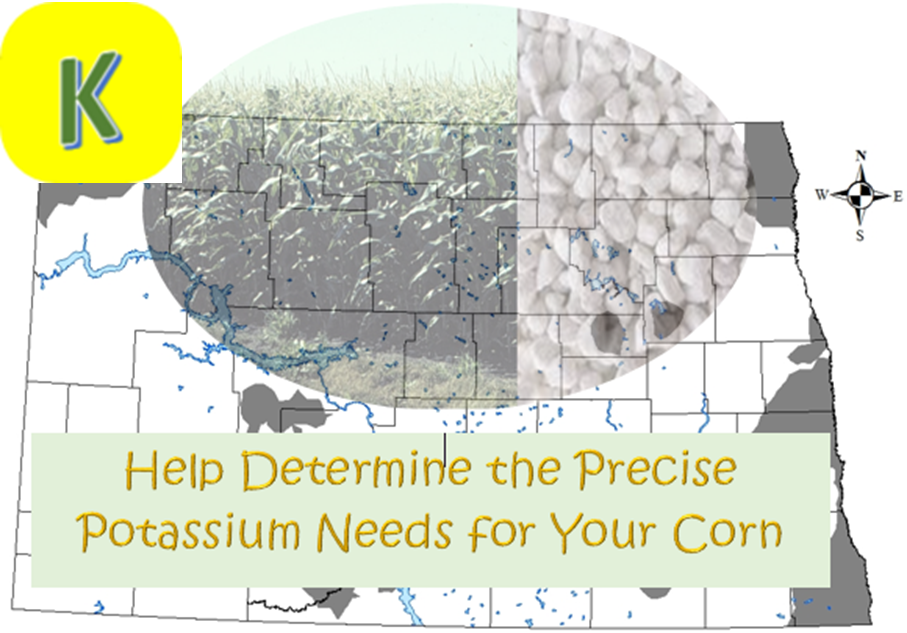 K
N
W E
S
Help Determine the Precise
Potassium Needs for Your Corn